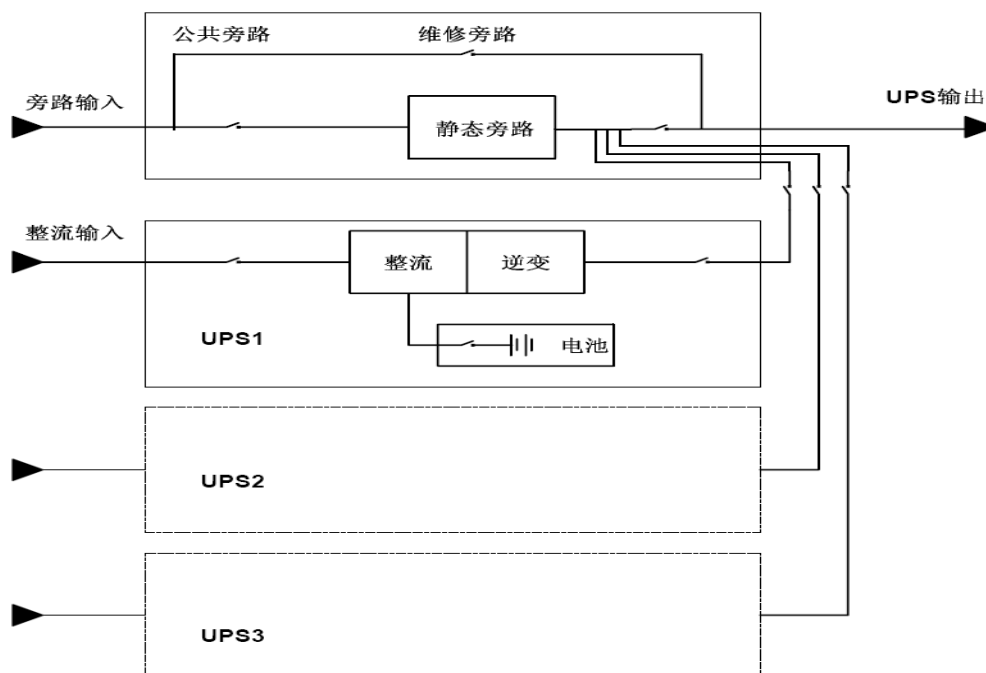 公共旁路
维修旁路
旁路输入
静态旁路
UPS输出
整流输入
整流
逆变
UPS1
电池
UPS2
UPS3